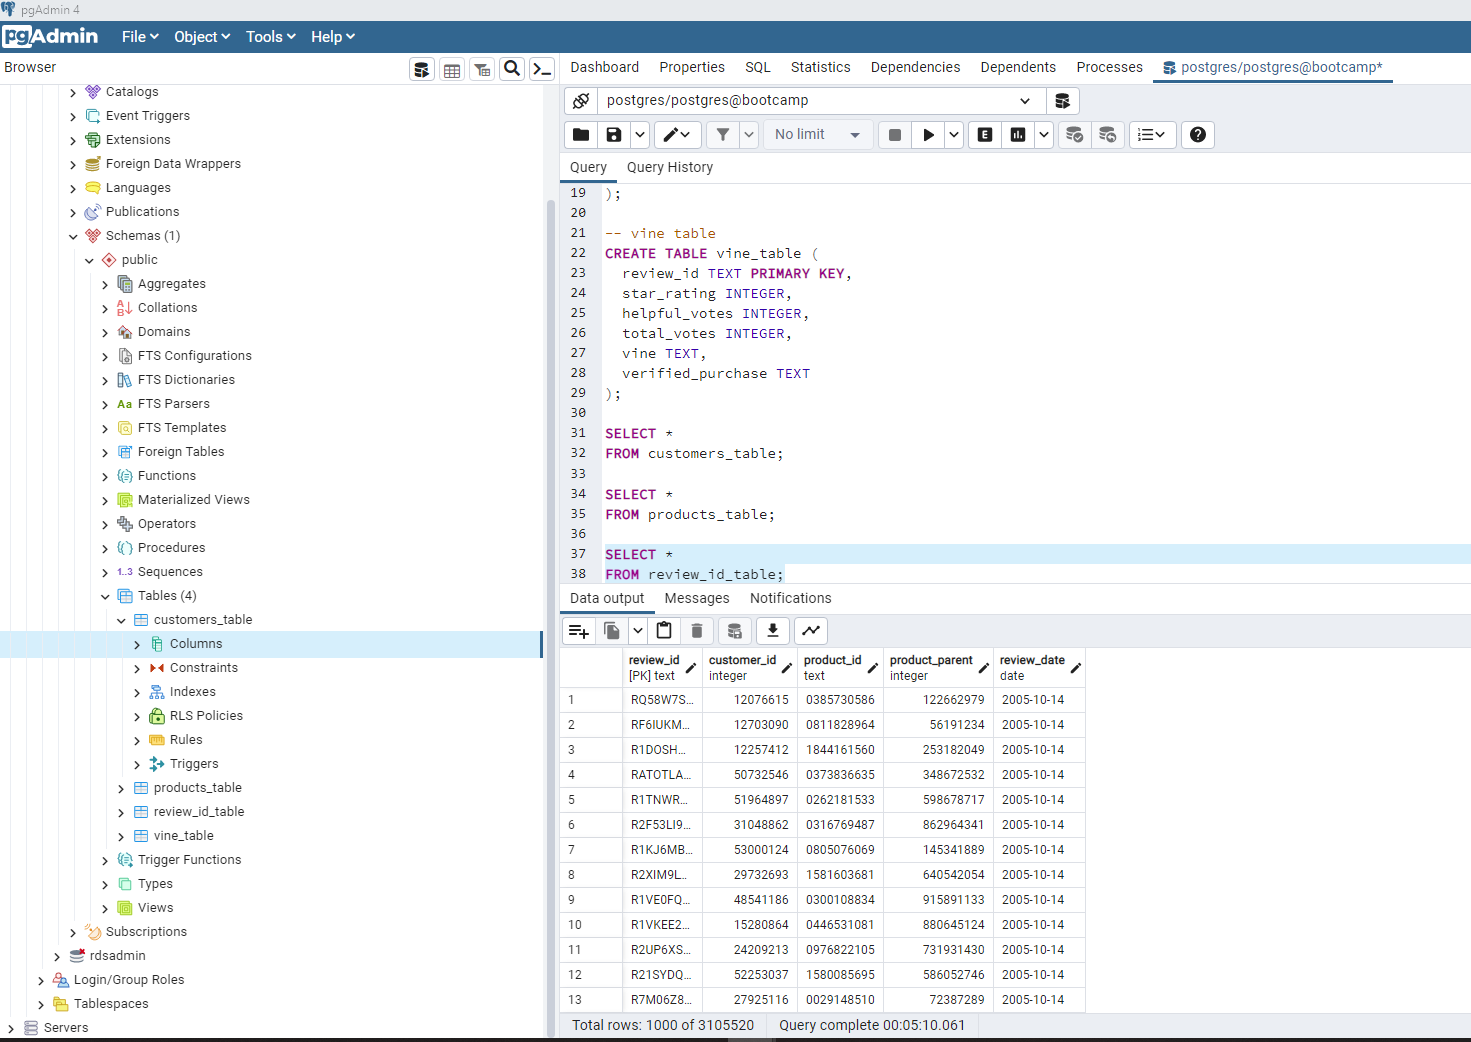 pgAdmin 4
pgAdmin
File
Object
Tools
Help
Browser
Catalogs
Event Triggers
Extensions
Foreign Data Wrappers
Languages
Publications
Schemas (1)
public
Aggregates
Collations
Domains
FTS Configurations
FTS Dictionaries
Aa FTS Parsers
FTS Templates
Foreign Tables
Functions
Materialized Views
Operators
Procedures
1..3 Sequences
Tables (4)
customers_table
Columns
Constraints
Indexes
RLS Policies
Rules
Triggers
products_table
review_id_table
vine_table
Trigger Functions
Types
Views
Subscriptions
rdsadmin
Login/Group Roles
Tablespaces
Servers
Dashboard Properties SQL Statistics Dependencies Dependents Processes postgres/postgres@bootcamp*
postgres/postgres@bootcamp
No limit
E
Query Query History
19 );
20
21 -- vine table
22 CREATE TABLE vine_table (
23 review_id TEXT PRIMARY KEY,
24 star_rating INTEGER,
25 helpful_votes INTEGER,
26 total_votes INTEGER,
27 vine TEXT,
28 verified_purchase TEXT
29 );
30
31 SELECT *
32 FROM customers_table;
33
34 SELECT *
35 FROM products_table;
36
37 SELECT *
38 FROM review_id_table;
Data output Messages Notifications
review_id customer_id product_id product_parent review_date
[PK] text integer text integer date
1 RQ58W7S... 12076615 0385730586 122662979 2005-10-14
2 RF6IUKM... 12703090 0811828964 56191234 2005-10-14
3 R1DOSH... 12257412 1844161560 253182049 2005-10-14
4 RATOTLA... 50732546 0373836635 348672532 2005-10-14
5 R1TNWR... 51964897 0262181533 598678717 2005-10-14
6 R2F53LI9... 31048862 0316769487 862964341 2005-10-14
7 R1KJ6MB... 53000124 0805076069 145341889 2005-10-14
8 R2XIM9L... 29732693 1581603681 640542054 2005-10-14
9 R1VE0FQ... 48541186 0300108834 915891133 2005-10-14
10 R1VKEE2... 15280864 0446531081 880645124 2005-10-14
11 R2UP6XS... 24209213 0976822105 731931430 2005-10-14
12 R21SYDQ... 52253037 1580085695 586052746 2005-10-14
13 R7M06Z8... 27925116 0029148510 72387289 2005-10-14
Total rows: 1000 of 3105520 Query complete 00:05:10.061